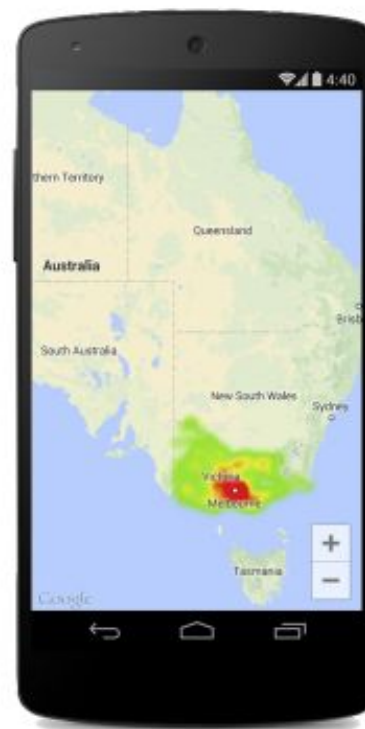 4:40
thern Territory
Queensland
Australia
Brisb
South Australia
New South Wales
Sydney
Victoria
Melbourne
Tasmania
+
−
Google